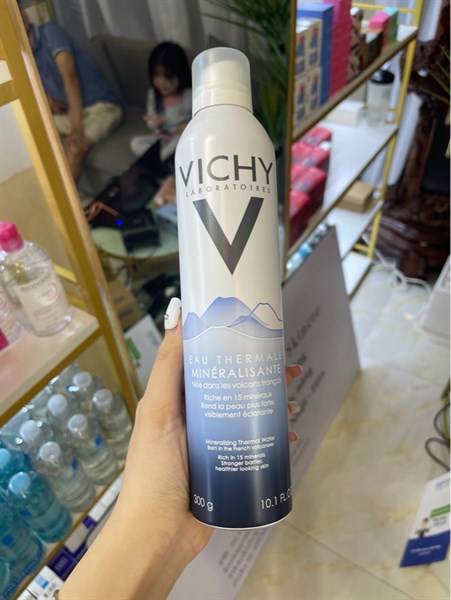 VICHY
LABORATOIRES
V
EAU THERMALE
MINÉRALISANTE
Née dans les volcans français
Riche en 15 minéraux
Rend la peau plus forte,
visiblement éclatante
Mineralizing Thermal Water
Born in the French volcanoes
Rich in 15 minerals
Stronger barrier,
healthier looking skin
300 g
10.1 FL